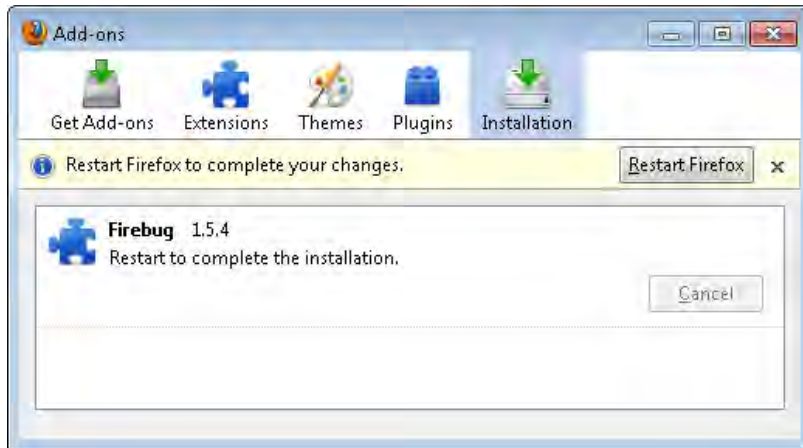 Add-ons
Get Add-ons Extensions Themes Plugins Installation
Restart Firefox to complete your changes. Restart Firefox
Firebug 1.5.4
Restart to complete the installation.
Cancel